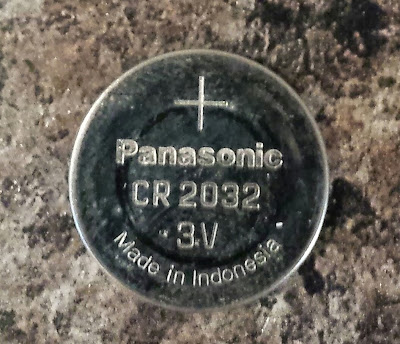 +
Panasonic
CR 2032
3V
Made in Indonesia